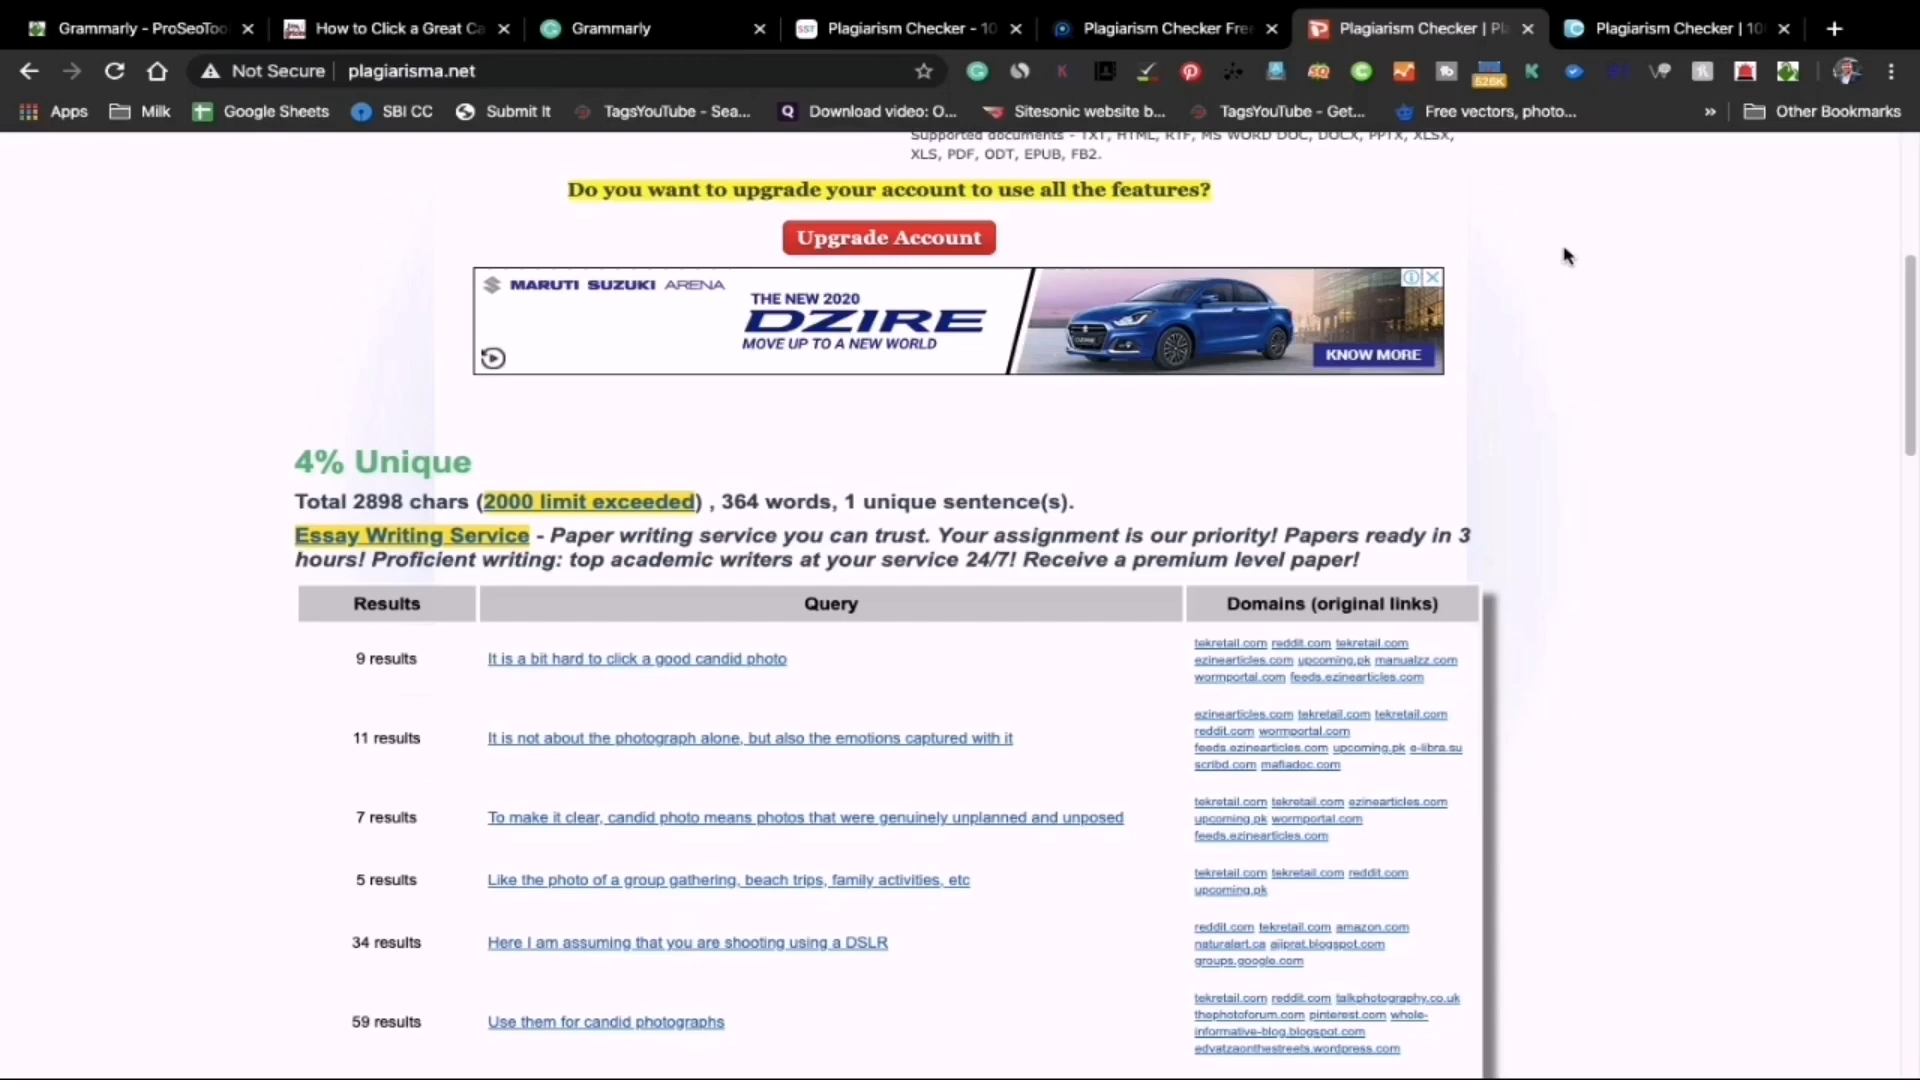 Grammarly - ProSeoToo
How to Click a Great Ca
Grammarly
SST Plagiarism Checker - 10
Plagiarism Checker Free
Plagiarism Checker | Pl
Plagiarism Checker | 10
Not Secure plagiarisma.net
526K
Apps Milk Google Sheets SBI CC Submit It TagsYouTube - Sea... Download video: O... Sitesonic website b... TagsYouTube - Get... Free vectors, photo... » Other Bookmarks
Supported documents - TXT, HTML, RTF, MS WORD DOC, DOCX, PPTX, XLSX,
XLS, PDF, ODT, EPUB, FB2.
Do you want to upgrade your account to use all the features?
Upgrade Account
MARUTI SUZUKI ARENA
THE NEW 2020
DZIRE
MOVE UP TO A NEW WORLD
KNOW MORE
4% Unique
Total 2898 chars (2000 limit exceeded) , 364 words, 1 unique sentence(s).
Essay Writing Service - Paper writing service you can trust. Your assignment is our priority! Papers ready in 3
hours! Proficient writing: top academic writers at your service 24/7! Receive a premium level paper!
Results Query Domains (original links)
9 results It is a bit hard to click a good candid photo
tekretail.com reddit.com tekretail.com
ezinearticles.com upcoming.pk manualzz.com
wormportal.com feeds.ezinearticles.com
11 results It is not about the photograph alone, but also the emotions captured with it
ezinearticles.com tekretail.com tekretail.com
reddit.com wormportal.com
feeds.ezinearticles.com upcoming.pk e-libra.su
scribd.com mafiadoc.com
7 results To make it clear, candid photo means photos that were genuinely unplanned and unposed
tekretail.com tekretail.com ezinearticles.com
upcoming.pk wormportal.com
feeds.ezinearticles.com
5 results Like the photo of a group gathering, beach trips, family activities, etc
tekretail.com tekretail.com reddit.com
upcoming.pk
34 results Here I am assuming that you are shooting using a DSLR
reddit.com tekretail.com amazon.com
naturalart.ca aiiprat.blogspot.com
groups.google.com
59 results Use them for candid photographs
tekretail.com reddit.com talkphotography.co.uk
thephotoforum.com pinterest.com whole-
informative-blog.blogspot.com
edvatzaonthestreets.wordpress.com